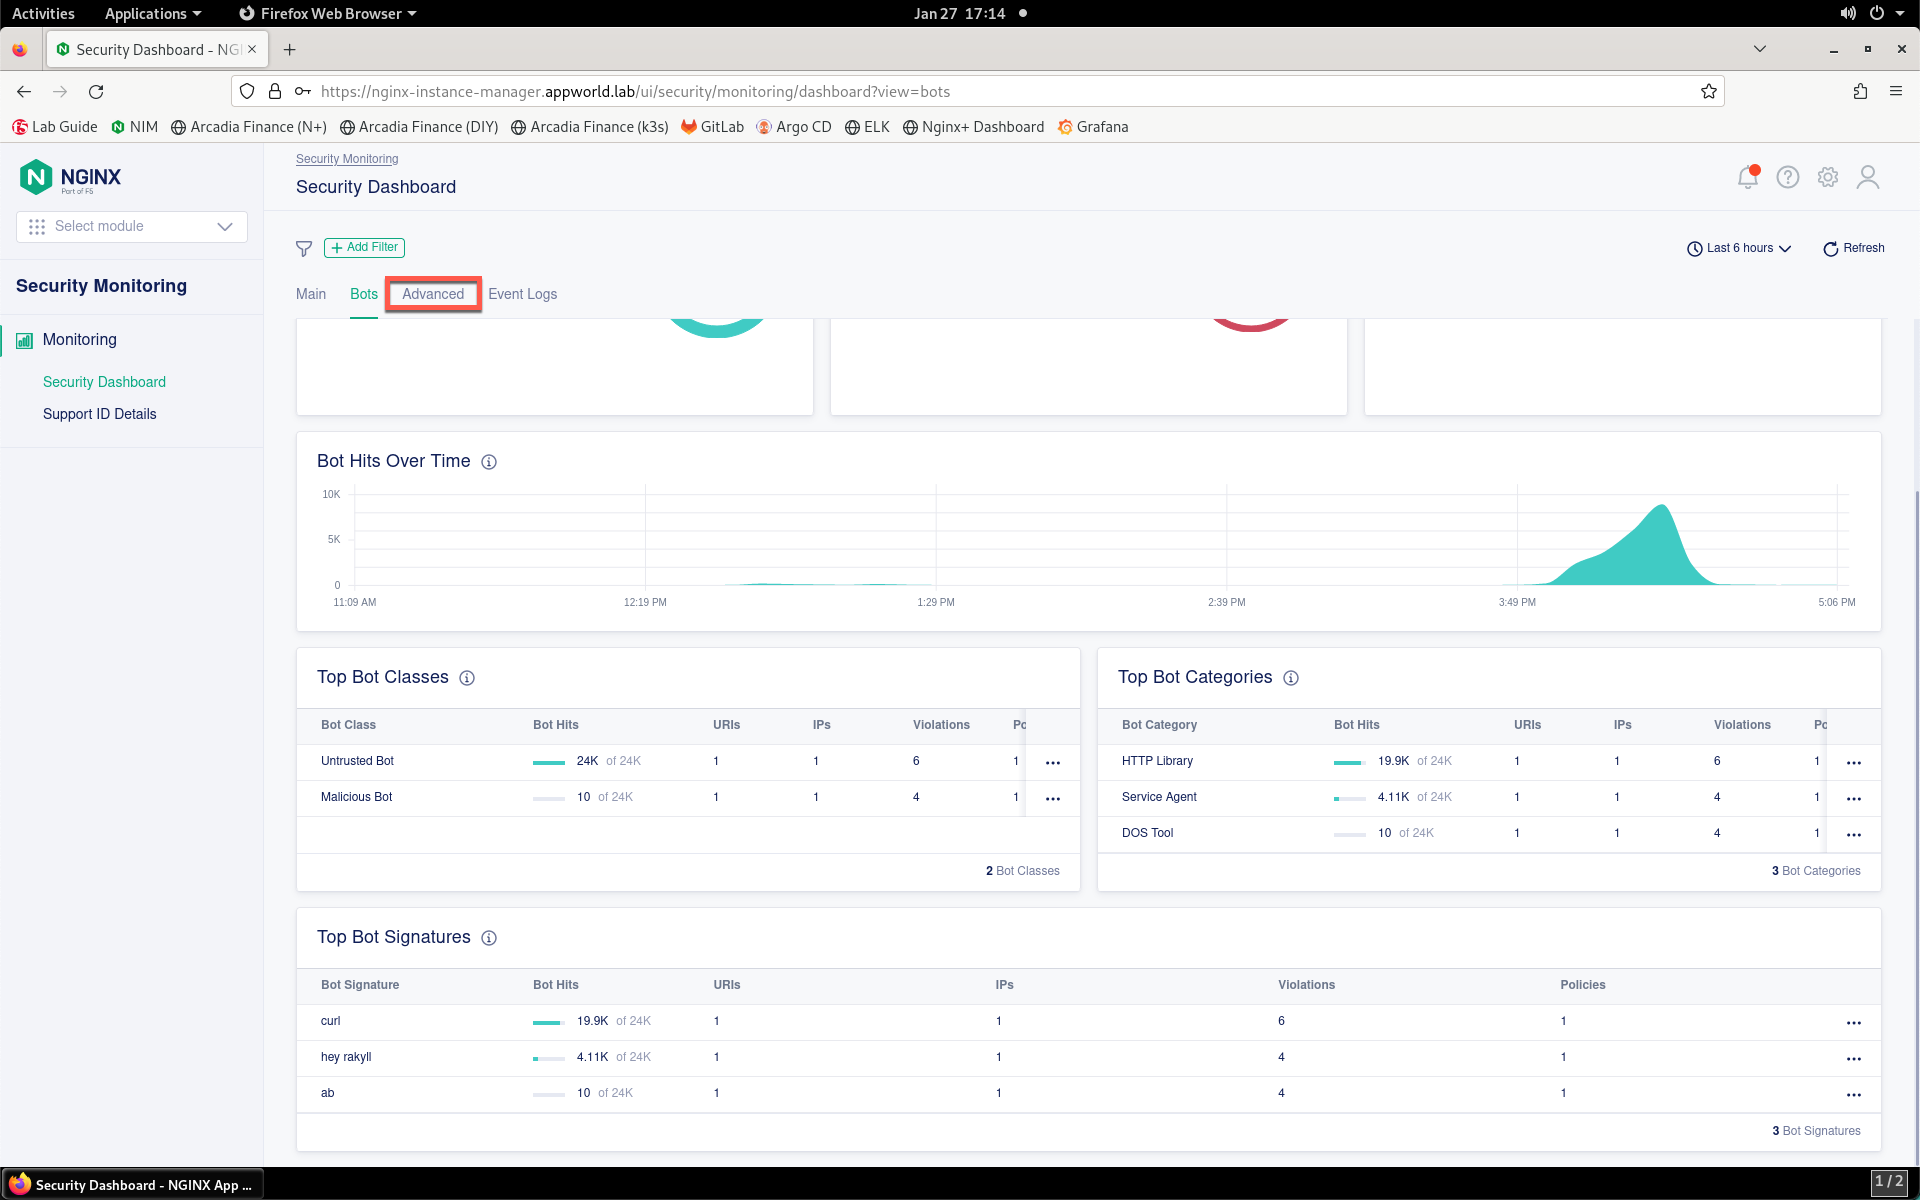 Activities Applications Firefox Web Browser Jan 27 17:14
Security Dashboard - NG
https://nginx-instance-manager.appworld.lab/ui/security/monitoring/dashboard?view=bots
Lab Guide NIM Arcadia Finance (N+) Arcadia Finance (DIY) Arcadia Finance (k3s) GitLab Argo CD ELK Nginx+ Dashboard Grafana
NGINX
Part of F5
Select module
Security Monitoring
Monitoring
Security Dashboard
Support ID Details
Security Monitoring
Security Dashboard
Add Filter Last 6 hours Refresh
Main Bots Advanced Event Logs
Bot Hits Over Time
10K
5K
0
11:09 AM 12:19 PM 1:29 PM 2:39 PM 3:49 PM 5:06 PM
Top Bot Classes
Bot Class Bot Hits URIs IPs Violations Po
Untrusted Bot 24K of 24K 1 1 6 1
Malicious Bot 10 of 24K 1 1 4 1
2 Bot Classes
Top Bot Categories
Bot Category Bot Hits URIs IPs Violations Po
HTTP Library 19.9K of 24K 1 1 6 1
Service Agent 4.11K of 24K 1 1 4 1
DOS Tool 10 of 24K 1 1 4 1
3 Bot Categories
Top Bot Signatures
Bot Signature Bot Hits URIs IPs Violations Policies
curl 19.9K of 24K 1 1 6 1
hey rakyll 4.11K of 24K 1 1 4 1
ab 10 of 24K 1 1 4 1
3 Bot Signatures
Security Dashboard - NGINX App ... 1 / 2